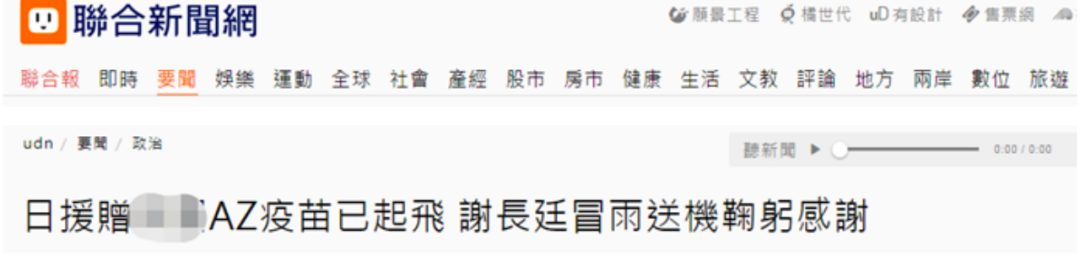 聯合新聞網
願景工程 橘世代 uD有設計 售票網
聯合報 即時 要聞 娛樂 運動 全球 社會 產經 股市 房市 健康 生活 文教 評論 地方 兩岸 數位 旅遊
udn / 要聞 / 政治
聽新聞 0:00 / 0:00
日援贈 AZ疫苗已起飛 謝長廷冒雨送機鞠躬感謝